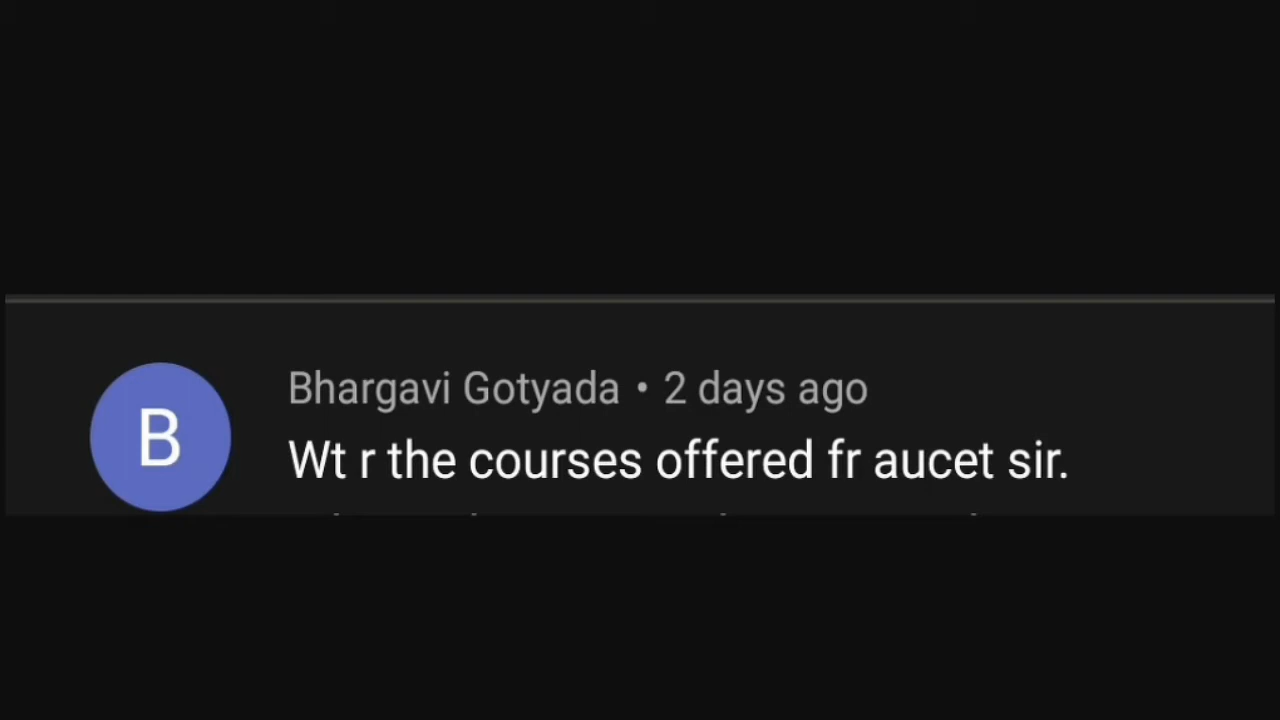 B
Bhargavi Gotyada • 2 days ago
Wt r the courses offered fr aucet sir.